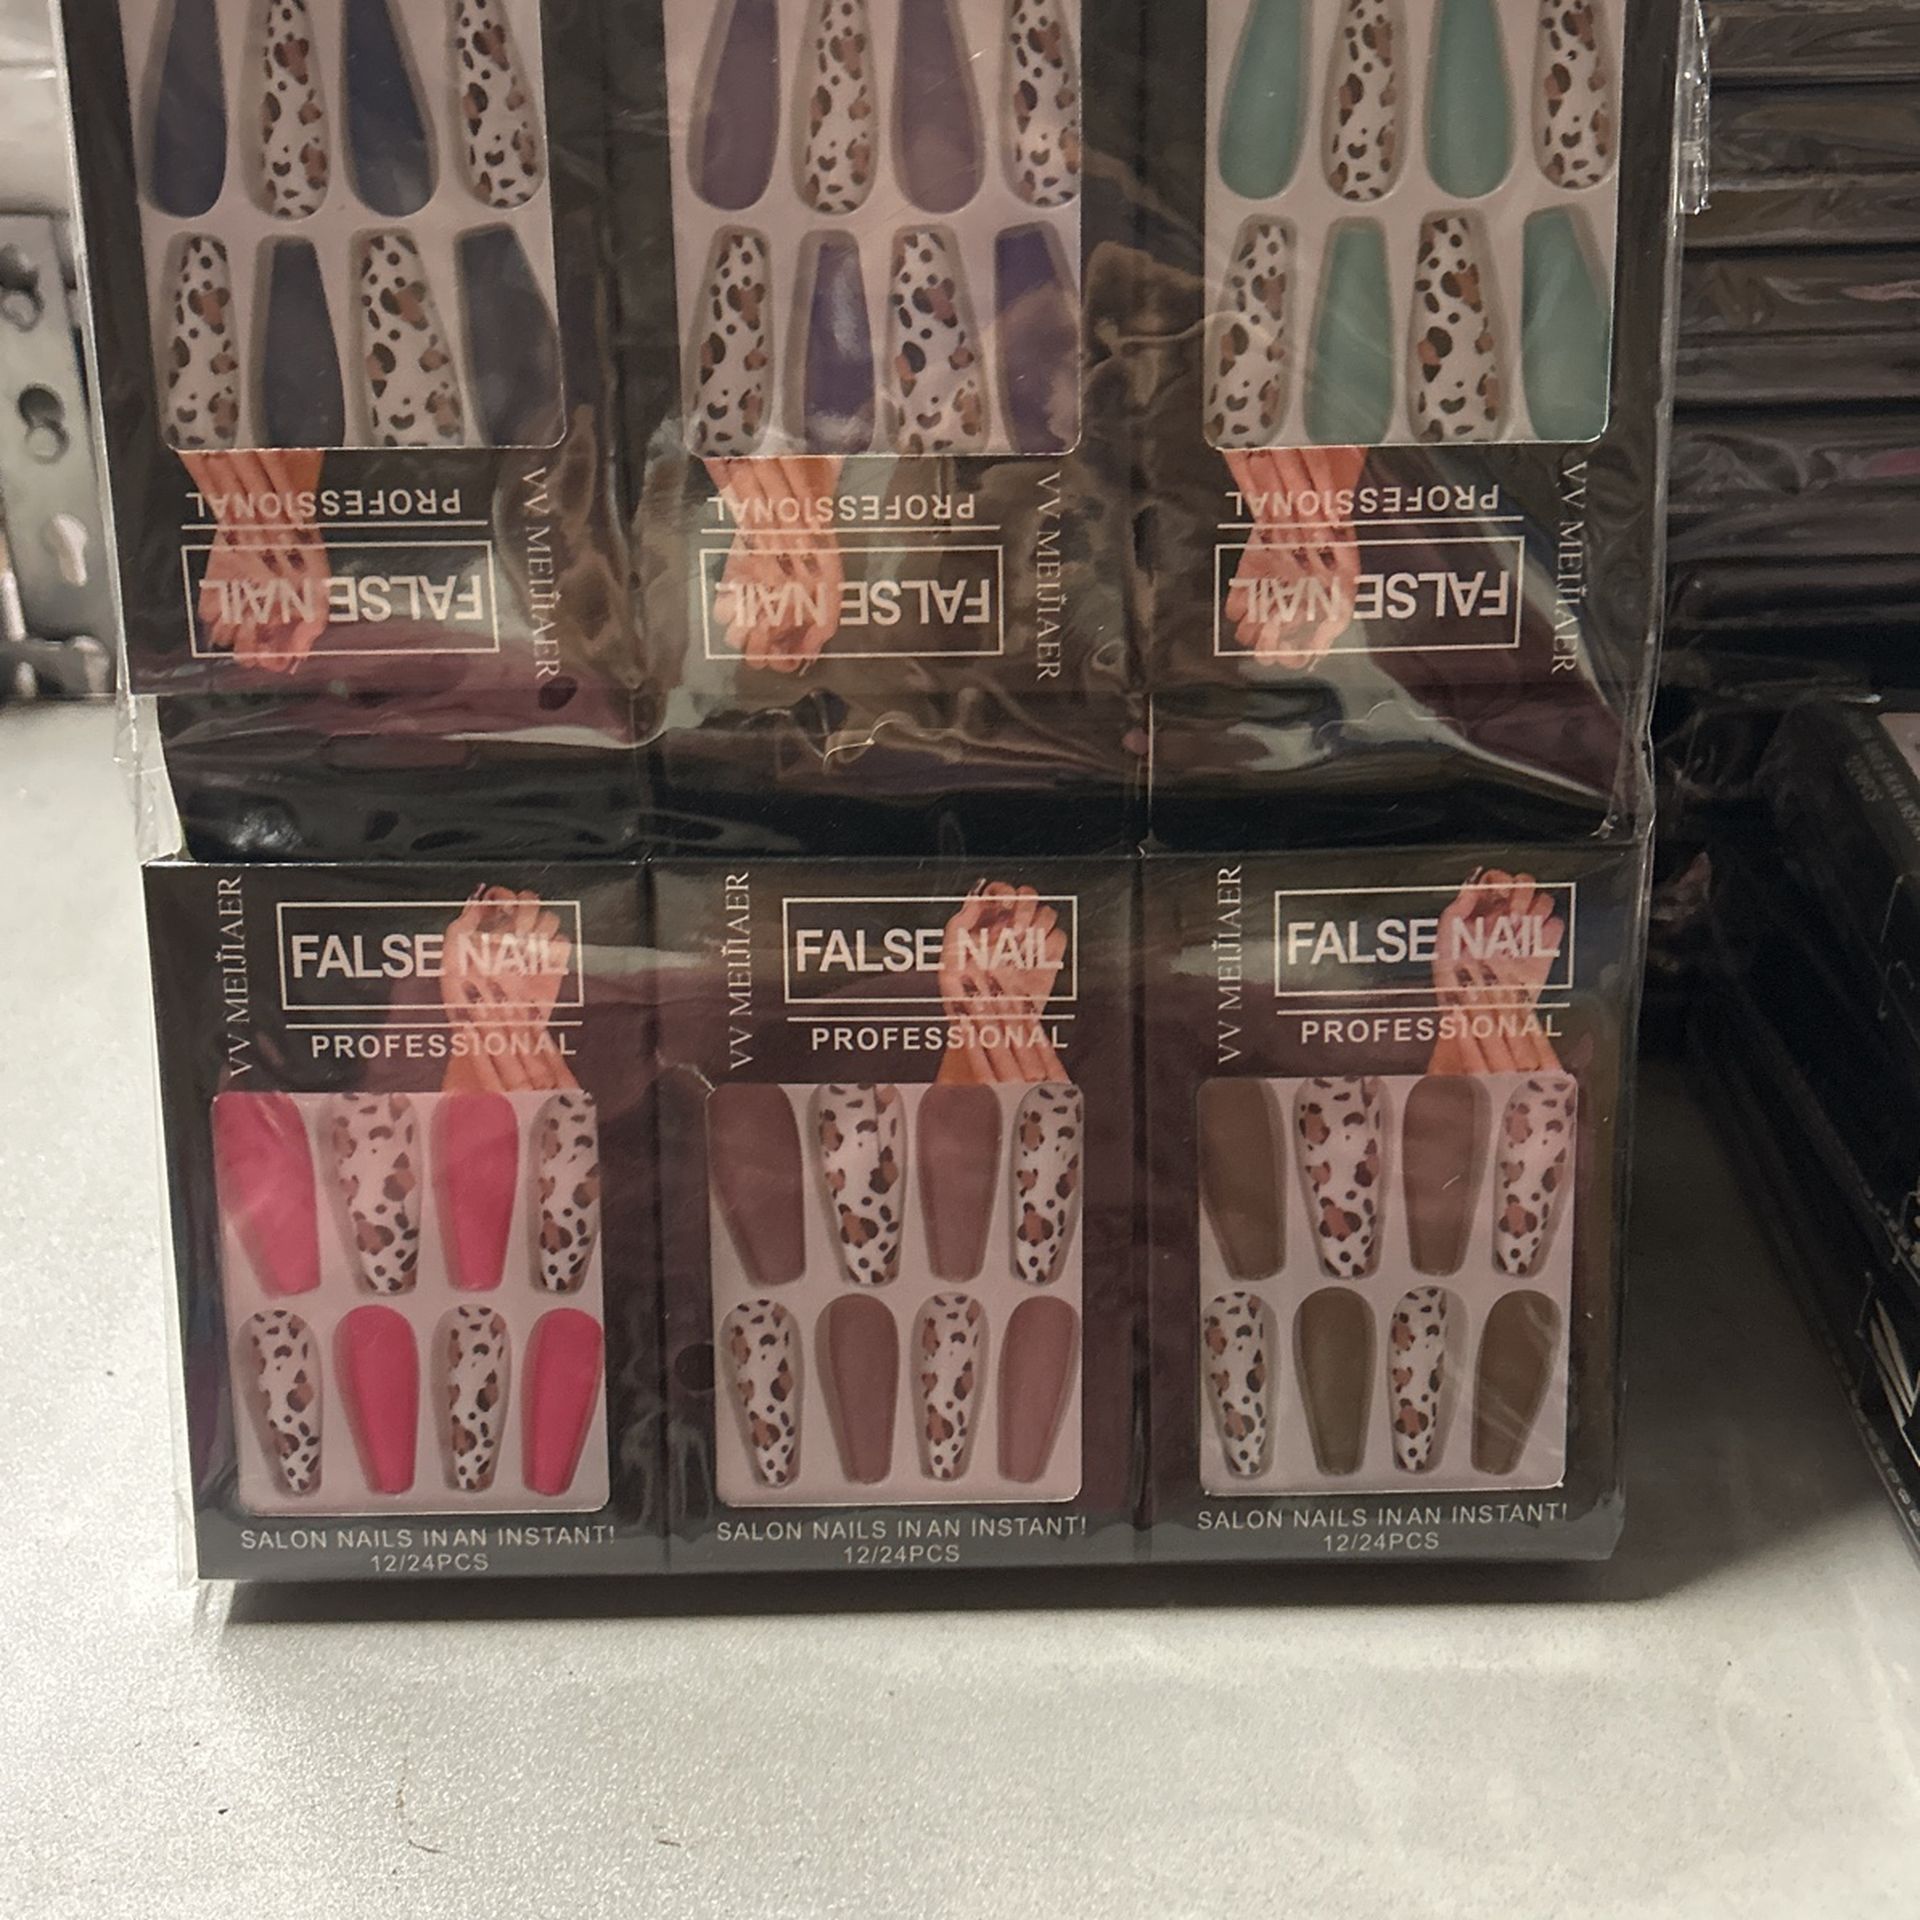 PROFESSIONAL
FALSE NAIL
VV MEIJIAER
PROFESSIONAL
FALSE NAIL
VV MEIJIAER
PROFESSIONAL
FALSE NAIL
VV MEIJIAER
VV MEIJIAER
FALSE NAIL
PROFESSIONAL
SALON NAILS IN AN INSTANT!
12/24PCS
VV MEIJIAER
FALSE NAIL
PROFESSIONAL
SALON NAILS IN AN INSTANT!
12/24PCS
VV MEIJIAER
FALSE NAIL
PROFESSIONAL
SALON NAILS IN AN INSTANT!
12/24PCS